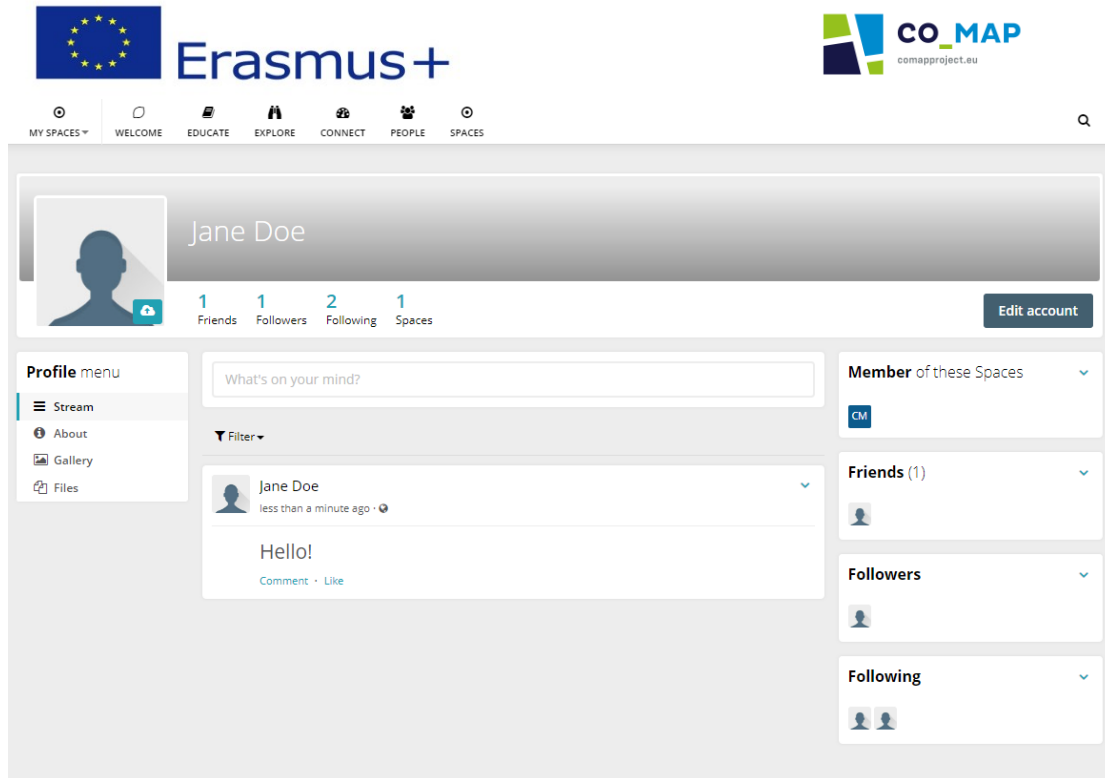 Erasmus+
CO_MAP
comapproject.eu
MY SPACES WELCOME EDUCATE EXPLORE CONNECT PEOPLE SPACES
Jane Doe
1 1 2 1
Friends Followers Following Spaces
Edit account
Profile menu
Stream
About
Gallery
Files
What's on your mind?
Filter
Jane Doe
less than a minute ago ·
Hello!
Comment · Like
Member of these Spaces
CM
Friends (1)
Followers
Following